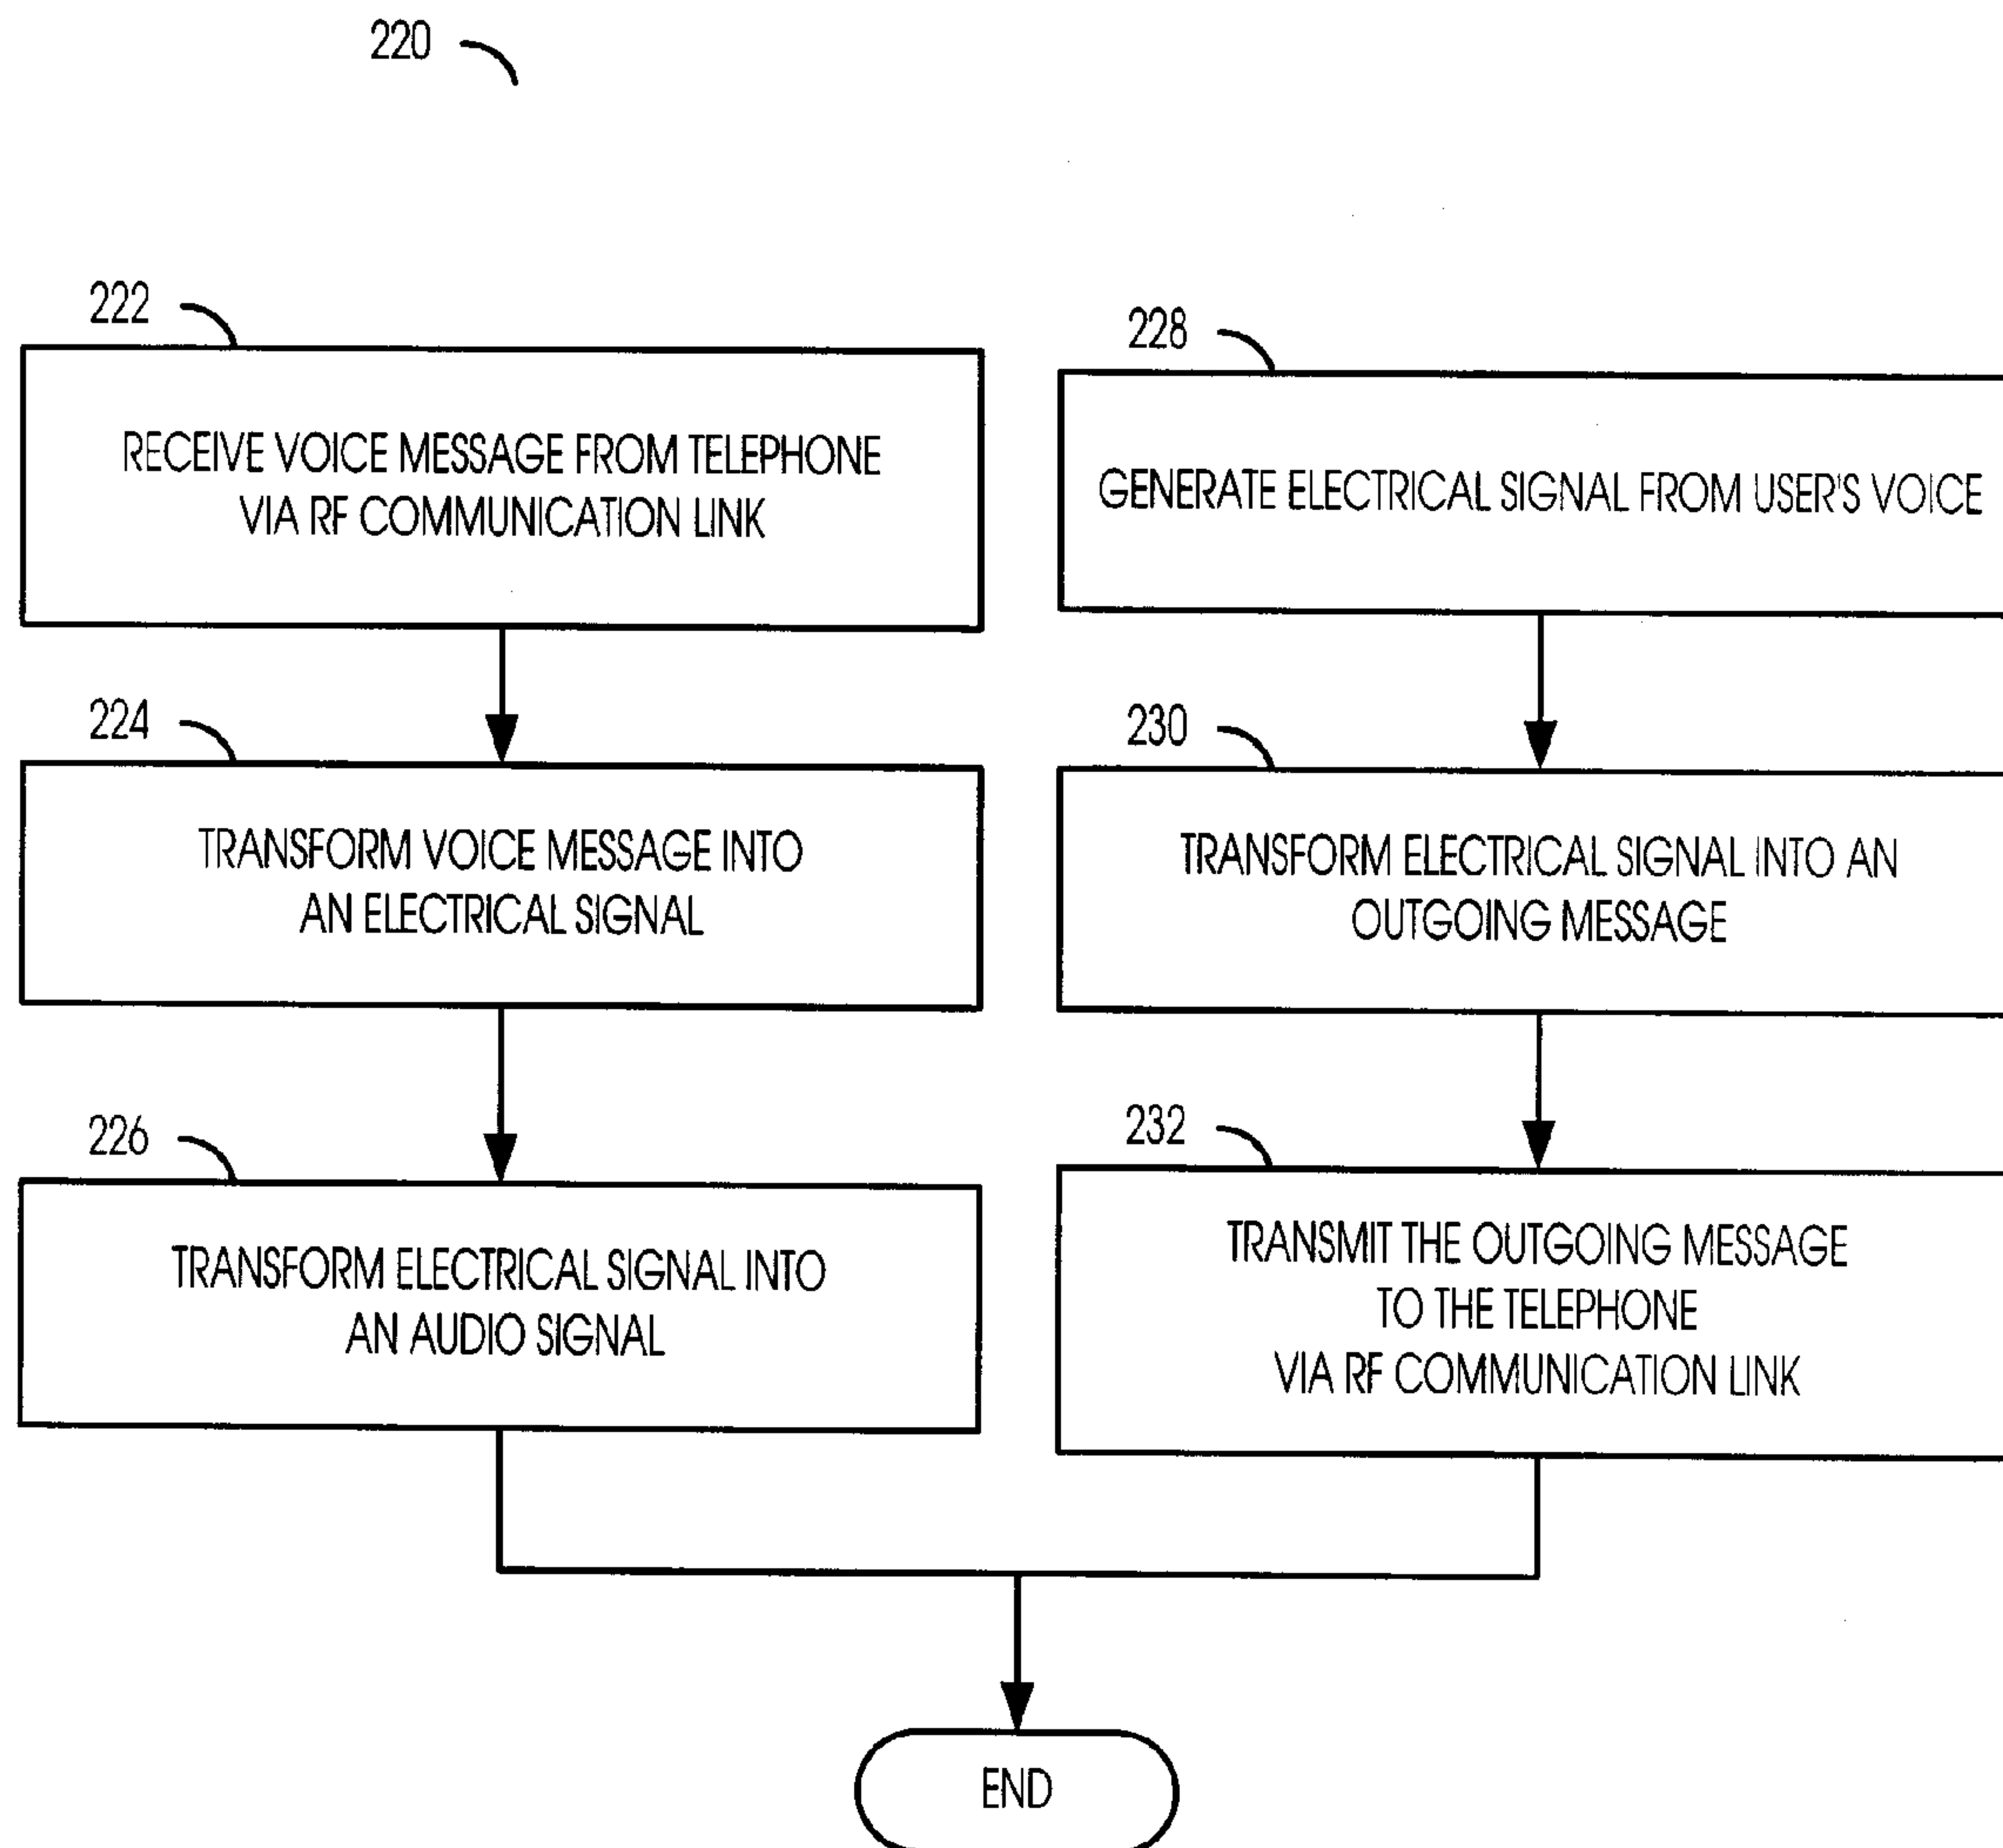 220
222
RECEIVE VOICE MESSAGE FROM TELEPHONE
VIA RF COMMUNICATION LINK
224
TRANSFORM VOICE MESSAGE INTO
AN ELECTRICAL SIGNAL
226
TRANSFORM ELECTRICAL SIGNAL INTO
AN AUDIO SIGNAL
228
GENERATE ELECTRICAL SIGNAL FROM USER'S VOICE
230
TRANSFORM ELECTRICAL SIGNAL INTO AN
OUTGOING MESSAGE
232
TRANSMIT THE OUTGOING MESSAGE
TO THE TELEPHONE
VIA RF COMMUNICATION LINK
END